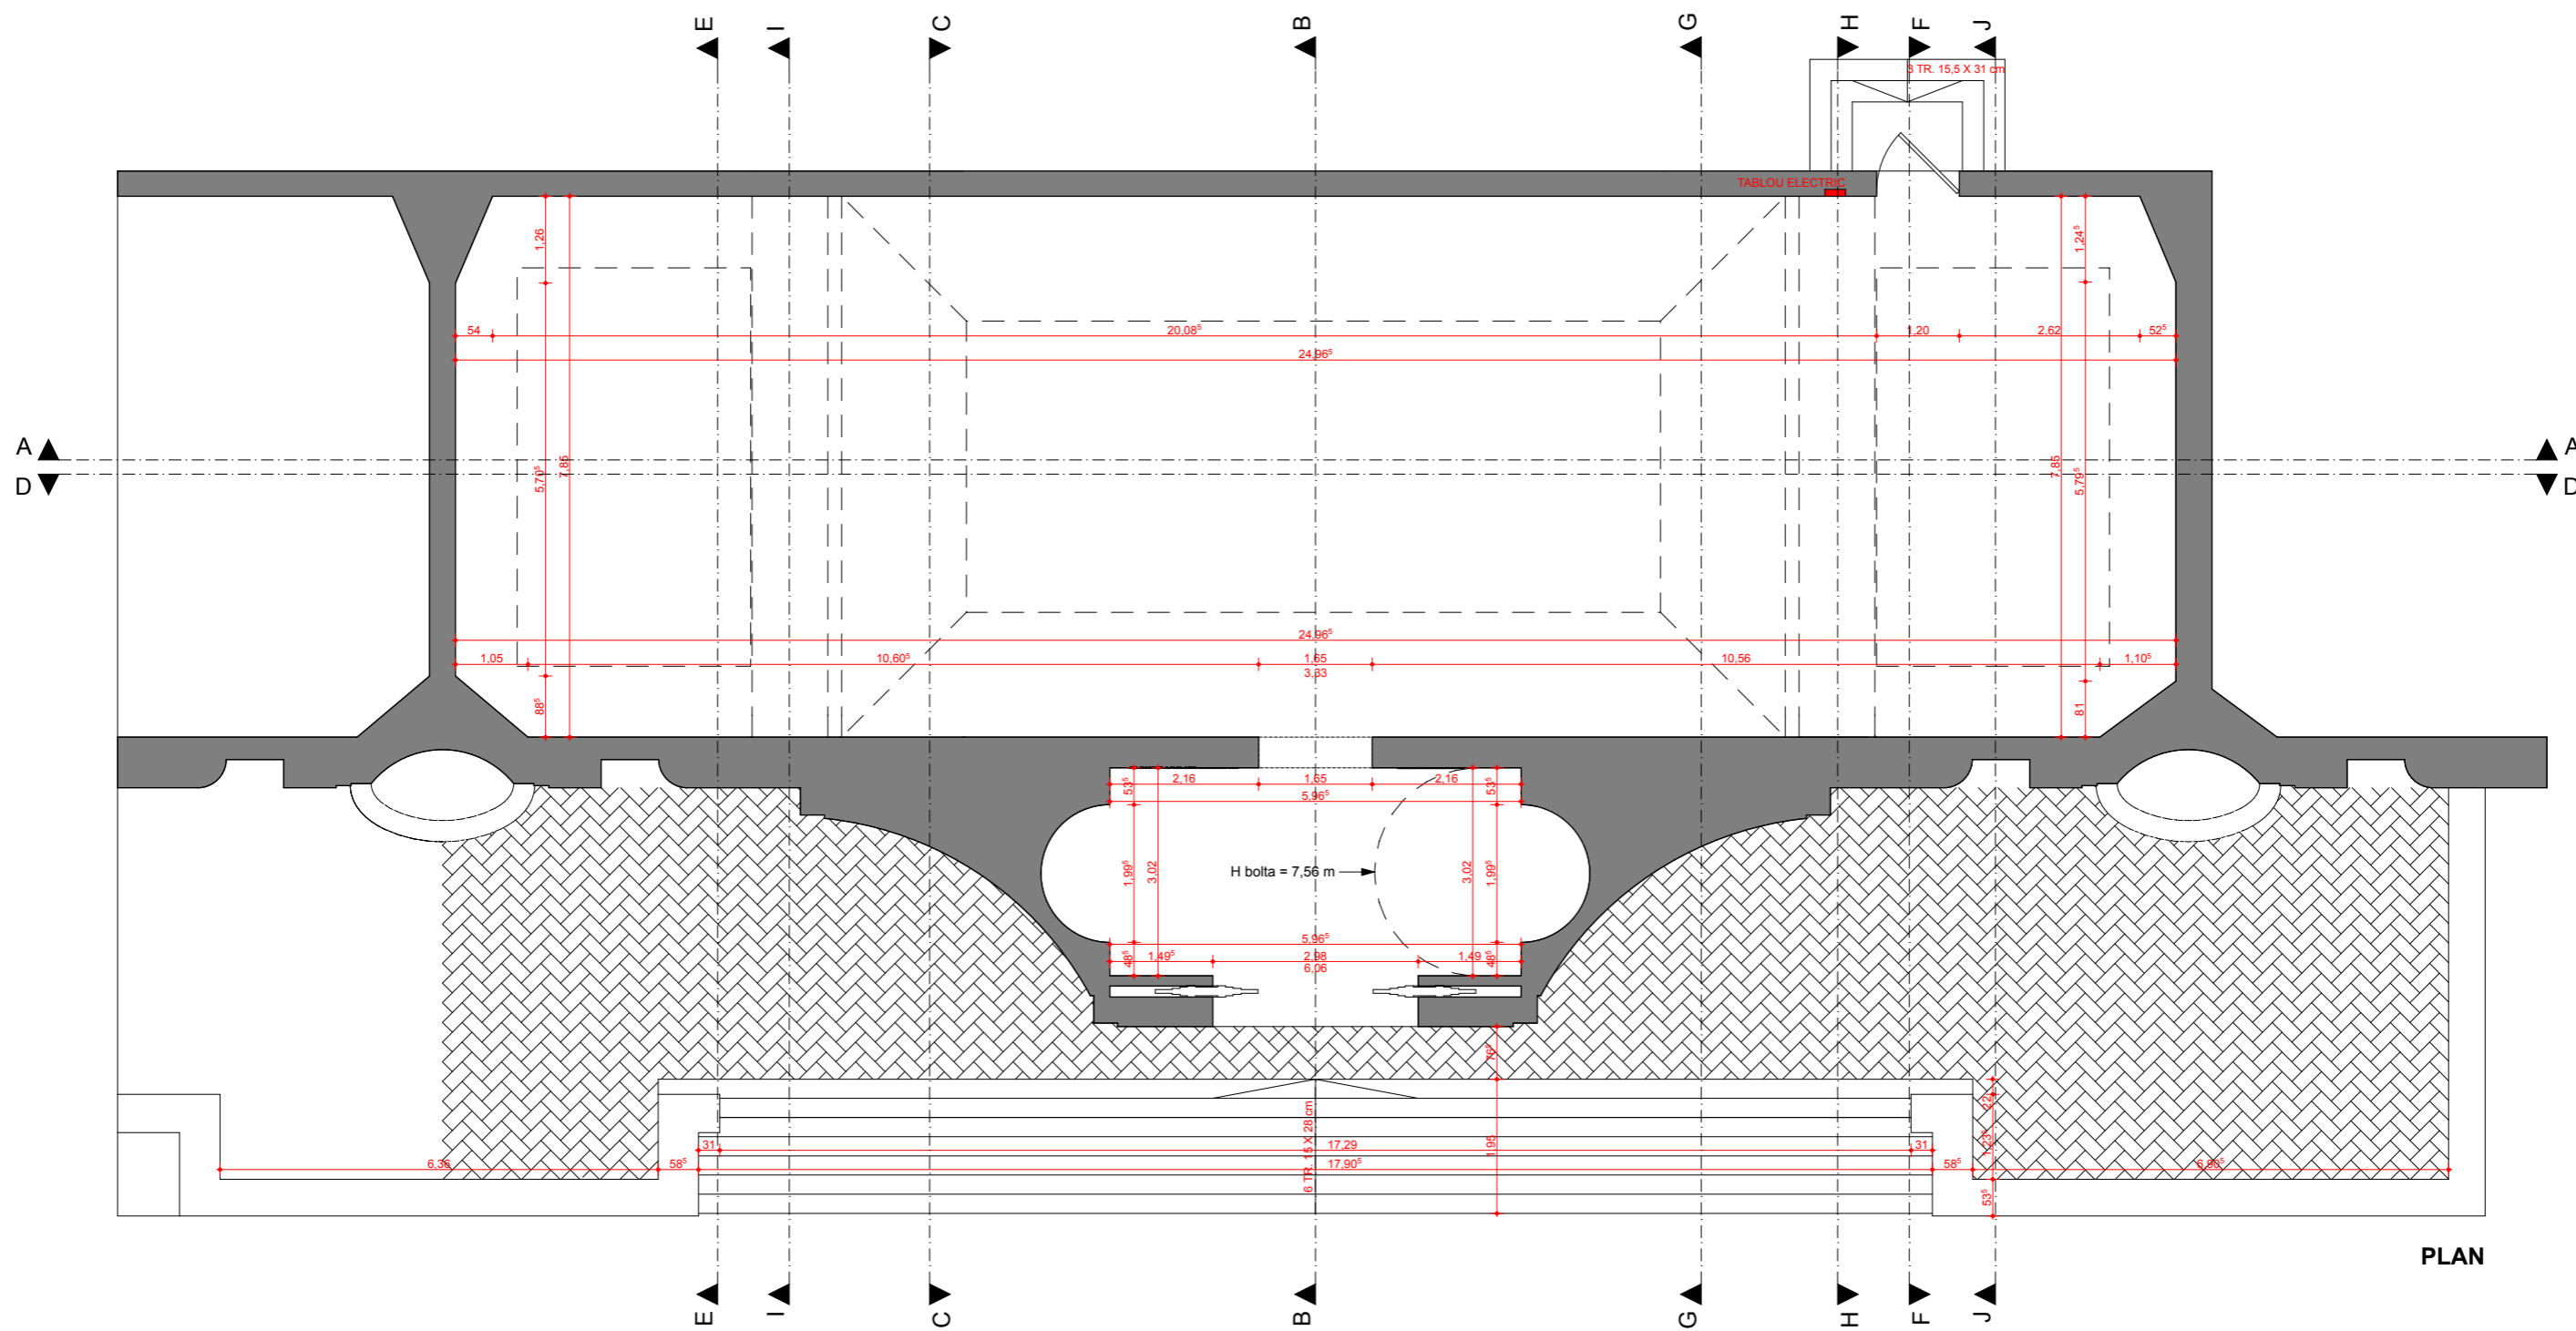 E I C B G H F J
3 TR. 15,5 X 31 cm
TABLOU ELECTRIC
1,26
1,24⁵
54 20,08⁵ 1,20 2,62 52⁵
24,96⁵
A A
D D
5,70⁵ 7,85 7,85 5,79⁵
24,96⁵
1,05 10,60⁵ 1,65 10,56 1,10⁵
3,33
88⁵ 81
53⁵ 2,16 1,65 2,16 53⁵
5,96⁵
1,99⁵ 3,02 H bolta = 7,56 m 3,02 1,99⁵
5,96⁵
48⁵ 1,49⁵ 2,98 1,49 48⁵
6,06
76⁵
22
31 17,29 31
6 TR. 15 X 28 cm 1,95 1,23⁵
6,36 58⁵ 17,90⁵ 58⁵ 6,90⁵
53⁵
PLAN
E I C B G H F J